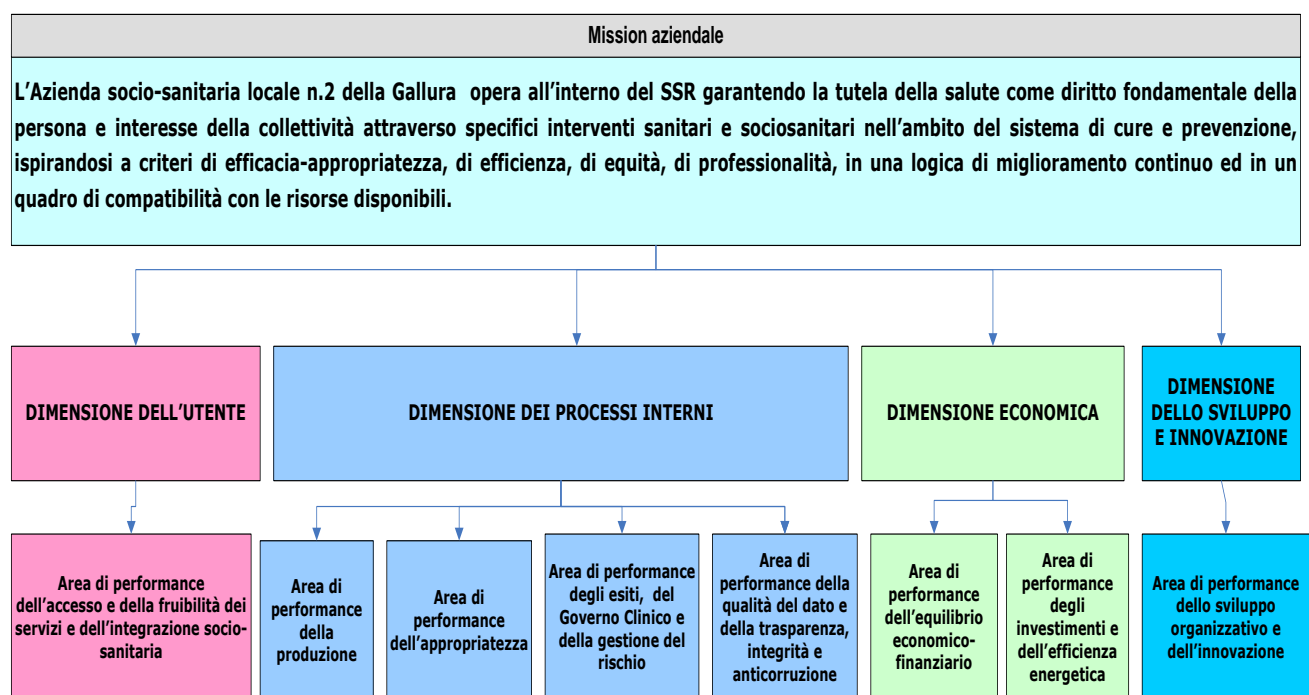 Mission aziendale
L'Azienda socio-sanitaria locale n.2 della Gallura opera all'interno del SSR garantendo la tutela della salute come diritto fondamentale della
persona e interesse della collettività attraverso specifici interventi sanitari e sociosanitari nell'ambito del sistema di cure e prevenzione,
ispirandosi a criteri di efficacia-appropriatezza, di efficienza, di equità, di professionalità, in una logica di miglioramento continuo ed in un
quadro di compatibilità con le risorse disponibili.
DIMENSIONE DELL'UTENTE
DIMENSIONE DEI PROCESSI INTERNI
DIMENSIONE ECONOMICA
DIMENSIONE
DELLO SVILUPPO
E INNOVAZIONE
Area di performance
dell'accesso e della fruibilità dei
servizi e dell'integrazione socio-
sanitaria
Area di
performance
della
produzione
Area di
performance
dell'appropriatezza
Area di performance
degli esiti, del
Governo Clinico e
della gestione del
rischio
Area di
performance della
qualità del dato e
della trasparenza,
integrità e
anticorruzione
Area di
performance
dell'equilibrio
economico-
finanziario
Area di
performance
degli
investimenti e
dell'efficienza
energetica
Area di performance
dello sviluppo
organizzativo e
dell'innovazione